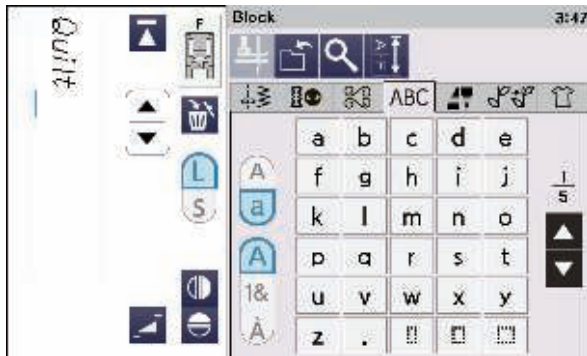 Quilt
F
Block 3:47
ABC
a b c d e
A f g h i j 1
L 5
S a k l m n o
A p q r s t
1& u v w x y
À z .